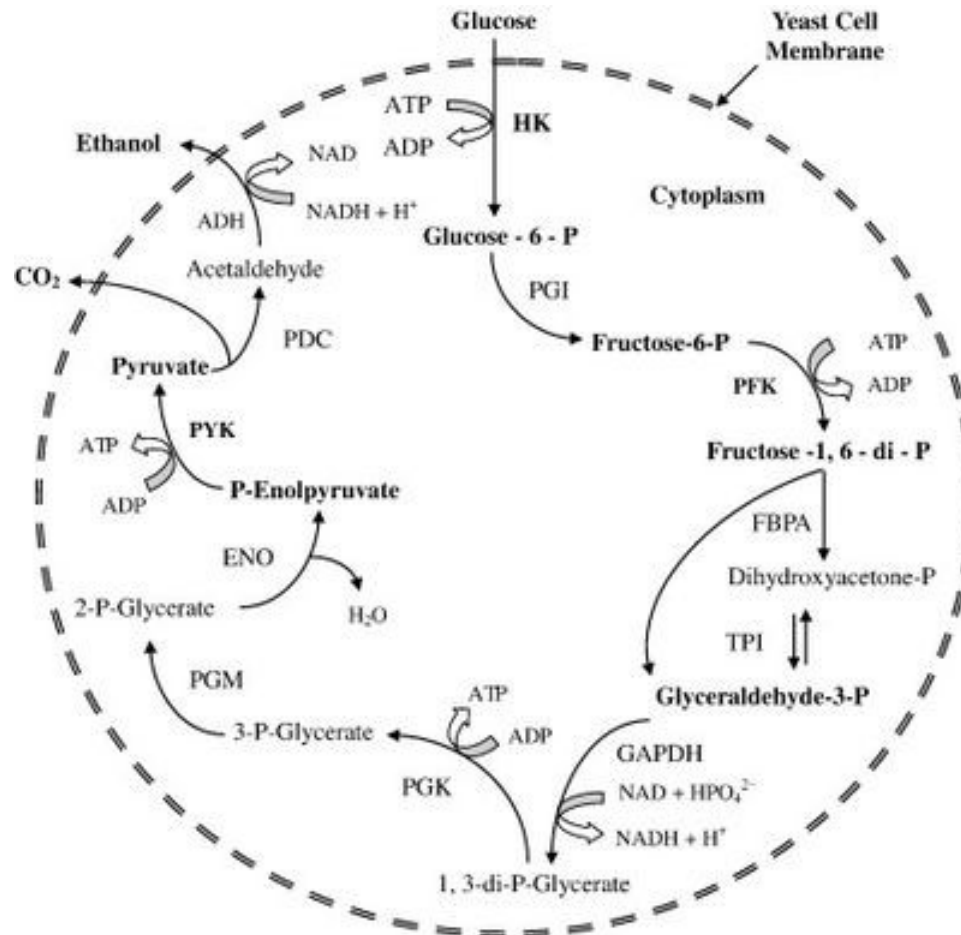 Glucose
Yeast Cell
Membrane
ATP
HK
ADP
Ethanol
NAD
NADH + H⁺
ADH
Cytoplasm
Glucose - 6 - P
Acetaldehyde
CO₂
PGI
PDC
Fructose-6-P
ATP
PFK
ADP
Pyruvate
PYK
ATP
ADP
Fructose -1, 6 - di - P
P-Enolpyruvate
FBPA
ENO
Dihydroxyacetone-P
H₂O
2-P-Glycerate
TPI
PGM
Glyceraldehyde-3-P
ATP
ADP
3-P-Glycerate
PGK
GAPDH
NAD + HPO₄²⁻
NADH + H⁺
1, 3-di-P-Glycerate